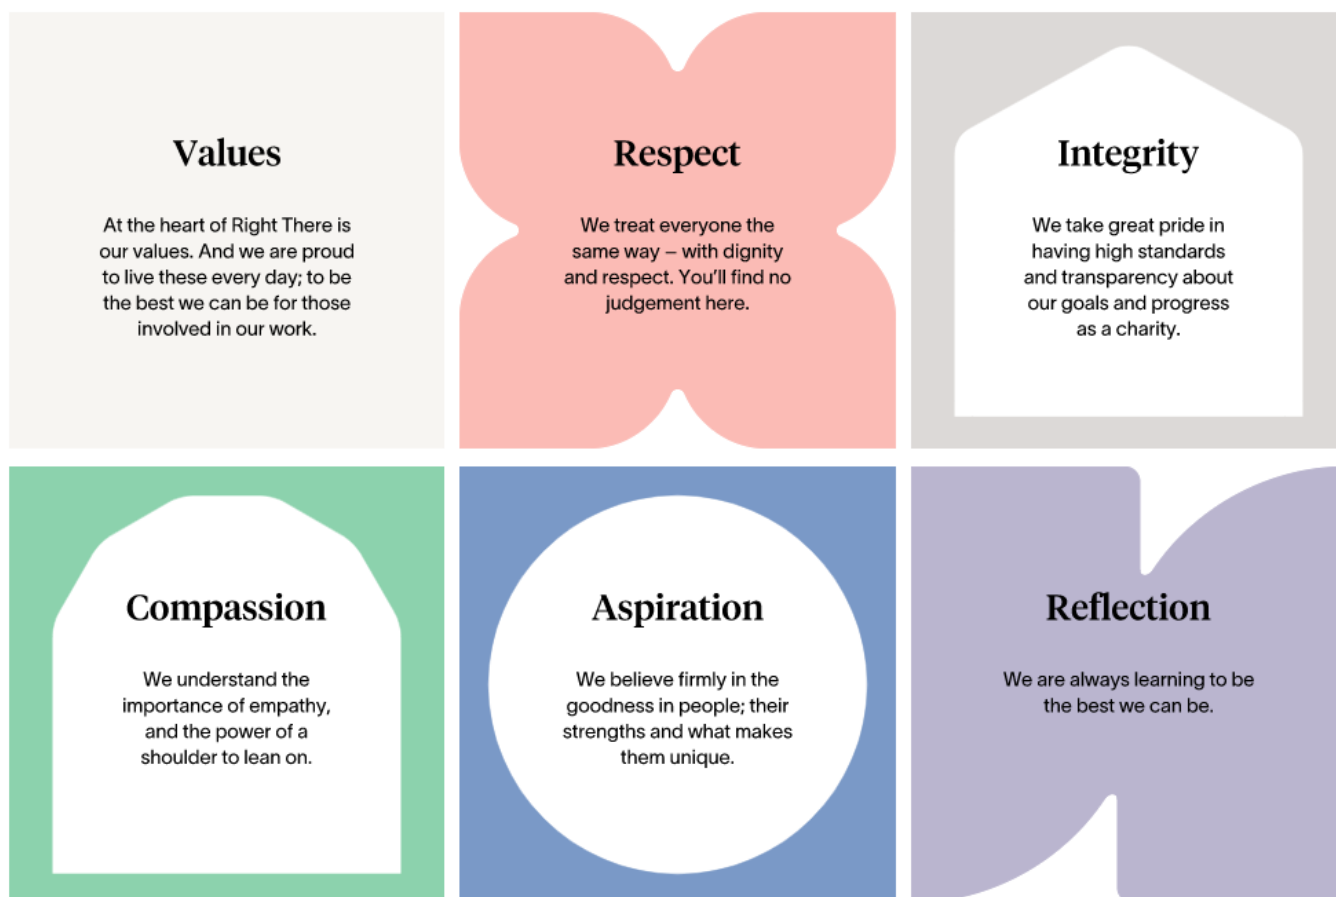 Values
At the heart of Right There is
our values. And we are proud
to live these every day; to be
the best we can be for those
involved in our work.
Respect
We treat everyone the
same way – with dignity
and respect. You’ll find no
judgement here.
Integrity
We take great pride in
having high standards
and transparency about
our goals and progress
as a charity.
Compassion
We understand the
importance of empathy,
and the power of a
shoulder to lean on.
Aspiration
We believe firmly in the
goodness in people; their
strengths and what makes
them unique.
Reflection
We are always learning to be
the best we can be.